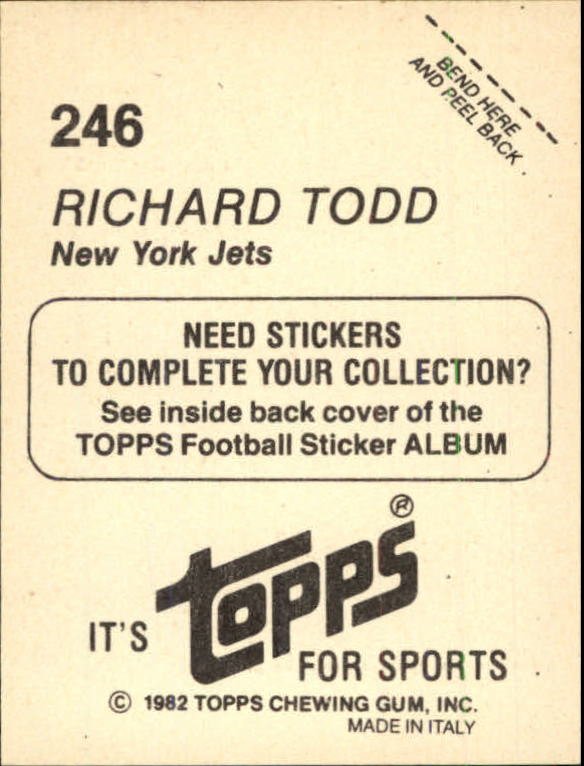 BEND HERE
AND PEEL BACK
246
RICHARD TODD
New York Jets
NEED STICKERS
TO COMPLETE YOUR COLLECTION?
See inside back cover of the
TOPPS Football Sticker ALBUM
IT'S topps ®
FOR SPORTS
© 1982 TOPPS CHEWING GUM, INC.
MADE IN ITALY